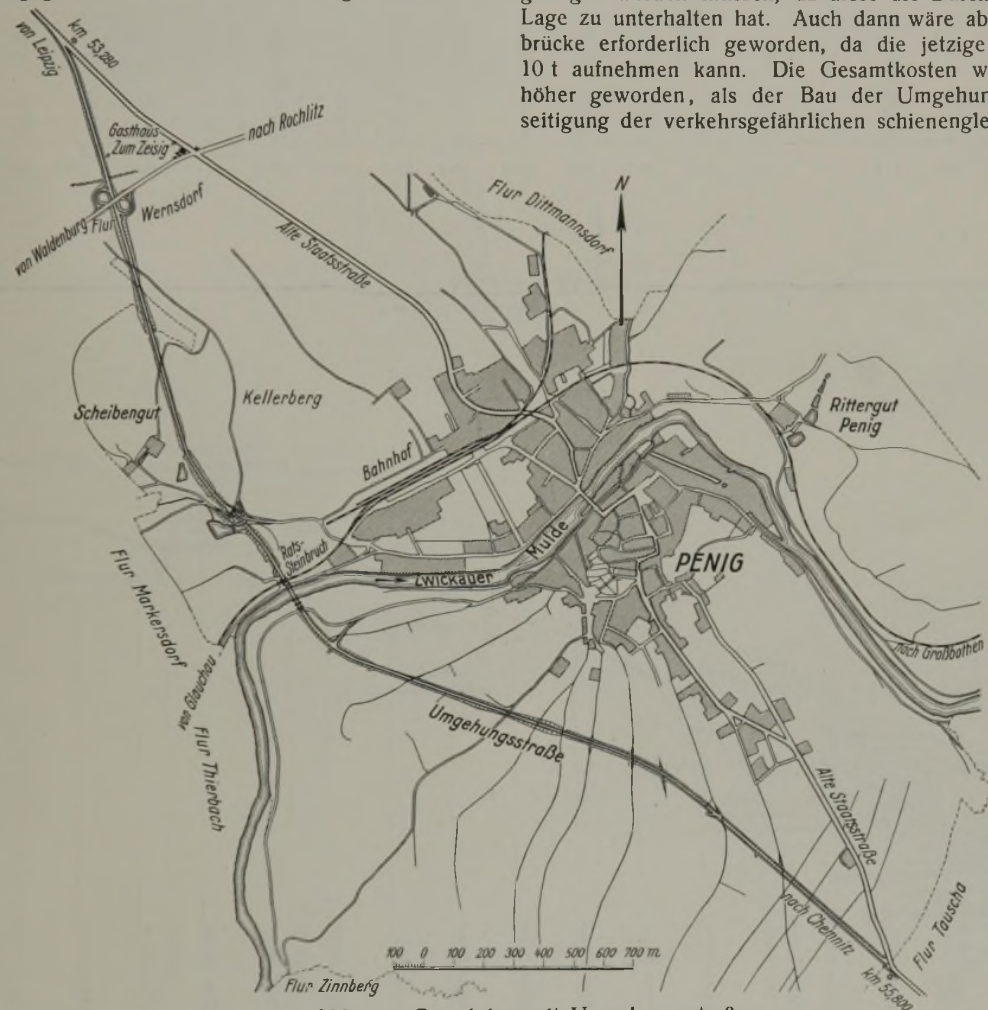 Lage zu unterhalten hat. Auch dann wäre ab
brücke erforderlich geworden, da die jetzige
10 t aufnehmen kann. Die Gesamtkosten w
höher geworden, als der Bau der Umgehun
seitigung der verkehrsgefährlichen schienengle
von Leipzig
km 53,280
Gasthaus
"Zum Zeisig"
nach Rochlitz
von Waldenburg
Flur Wernsdorf
Alte Staatsstraße
Flur Dittmannsdorf
N
Scheibengut
Kellerberg
Bahnhof
Rittergut
Penig
Rats-
Steinbruch
Zwickauer Mulde
PENIG
Flur Markersdorf
von Glauchau
Flur Thierbach
nach Großbothen
Umgehungsstraße
Alte Staatsstraße
nach Chemnitz
Flur Tauscha
km 55,800
100 0 100 200 300 400 500 600 700 m.
Flur Zinnberg